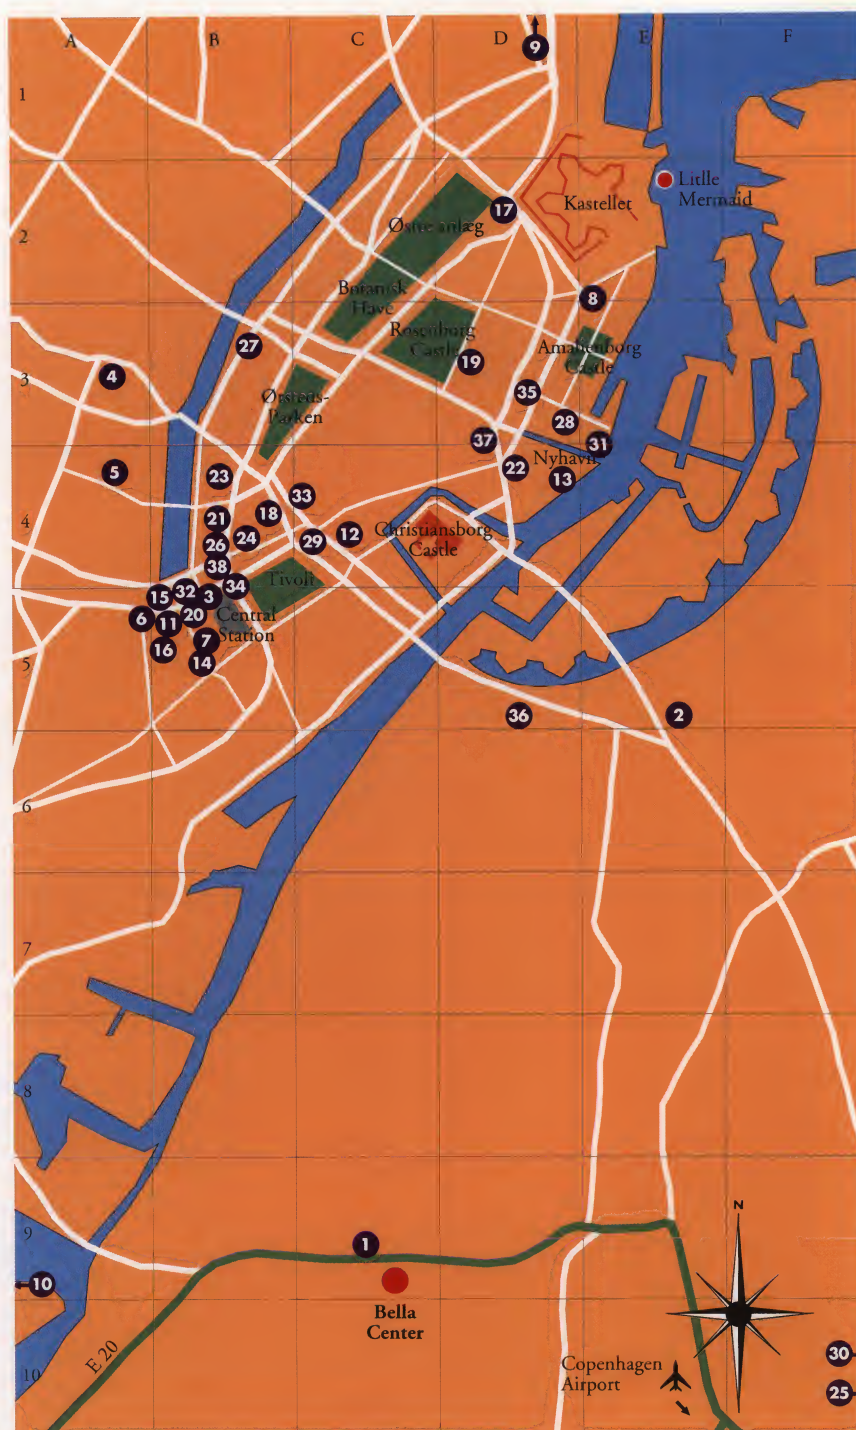 A
B
C
D
E
F
9
1
Litlle
Mermaid
Kastellet
17
2
Østre anlæg
Botanisk
Have
8
Rosenborg
Castle
27
19
Amalienborg
Castle
3
4
35
Ørsteds-
Parken
28
37
31
Nyhavn
5
23
22
13
33
21
18
4
24
12
Christiansborg
Castle
26
29
38
Tivoli
34
15
32
3
6
11
20
Central
Station
7
16
14
5
36
2
6
7
8
N
9
1
10
Bella
Center
E 20
30
Copenhagen
Airport
25
10